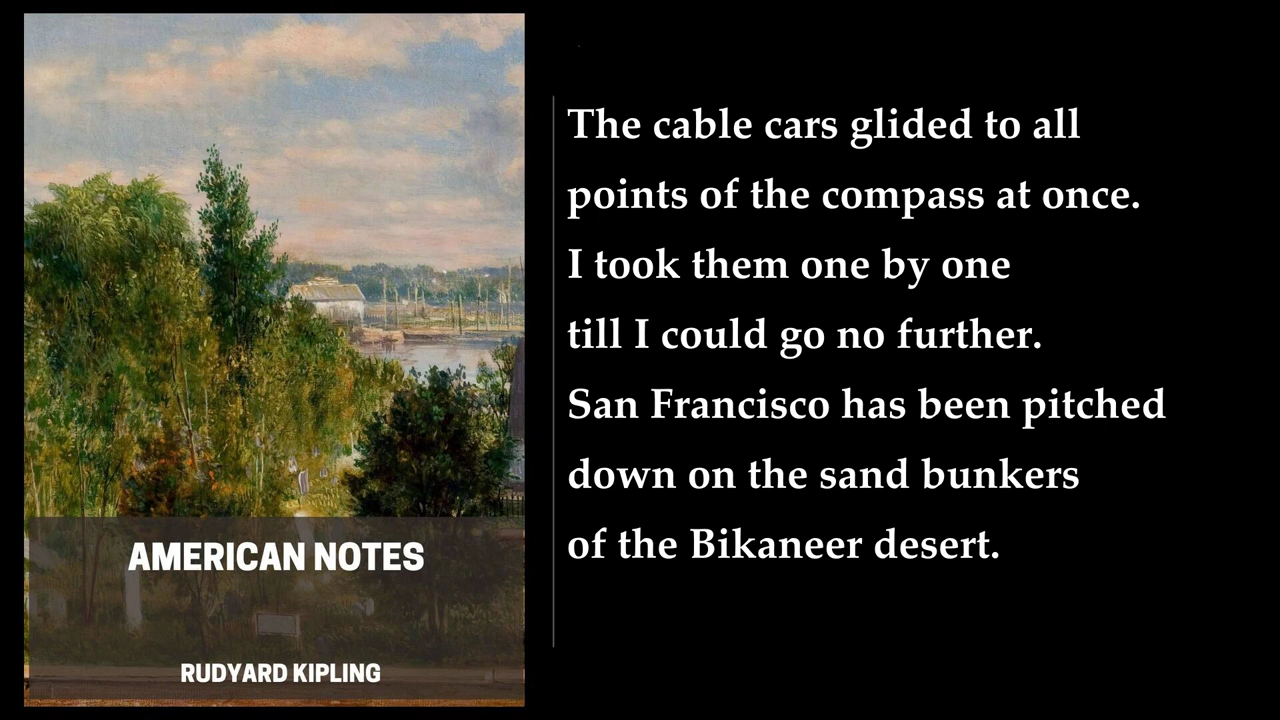 AMERICAN NOTES
RUDYARD KIPLING
The cable cars glided to all
points of the compass at once.
I took them one by one
till I could go no further.
San Francisco has been pitched
down on the sand bunkers
of the Bikaneer desert.